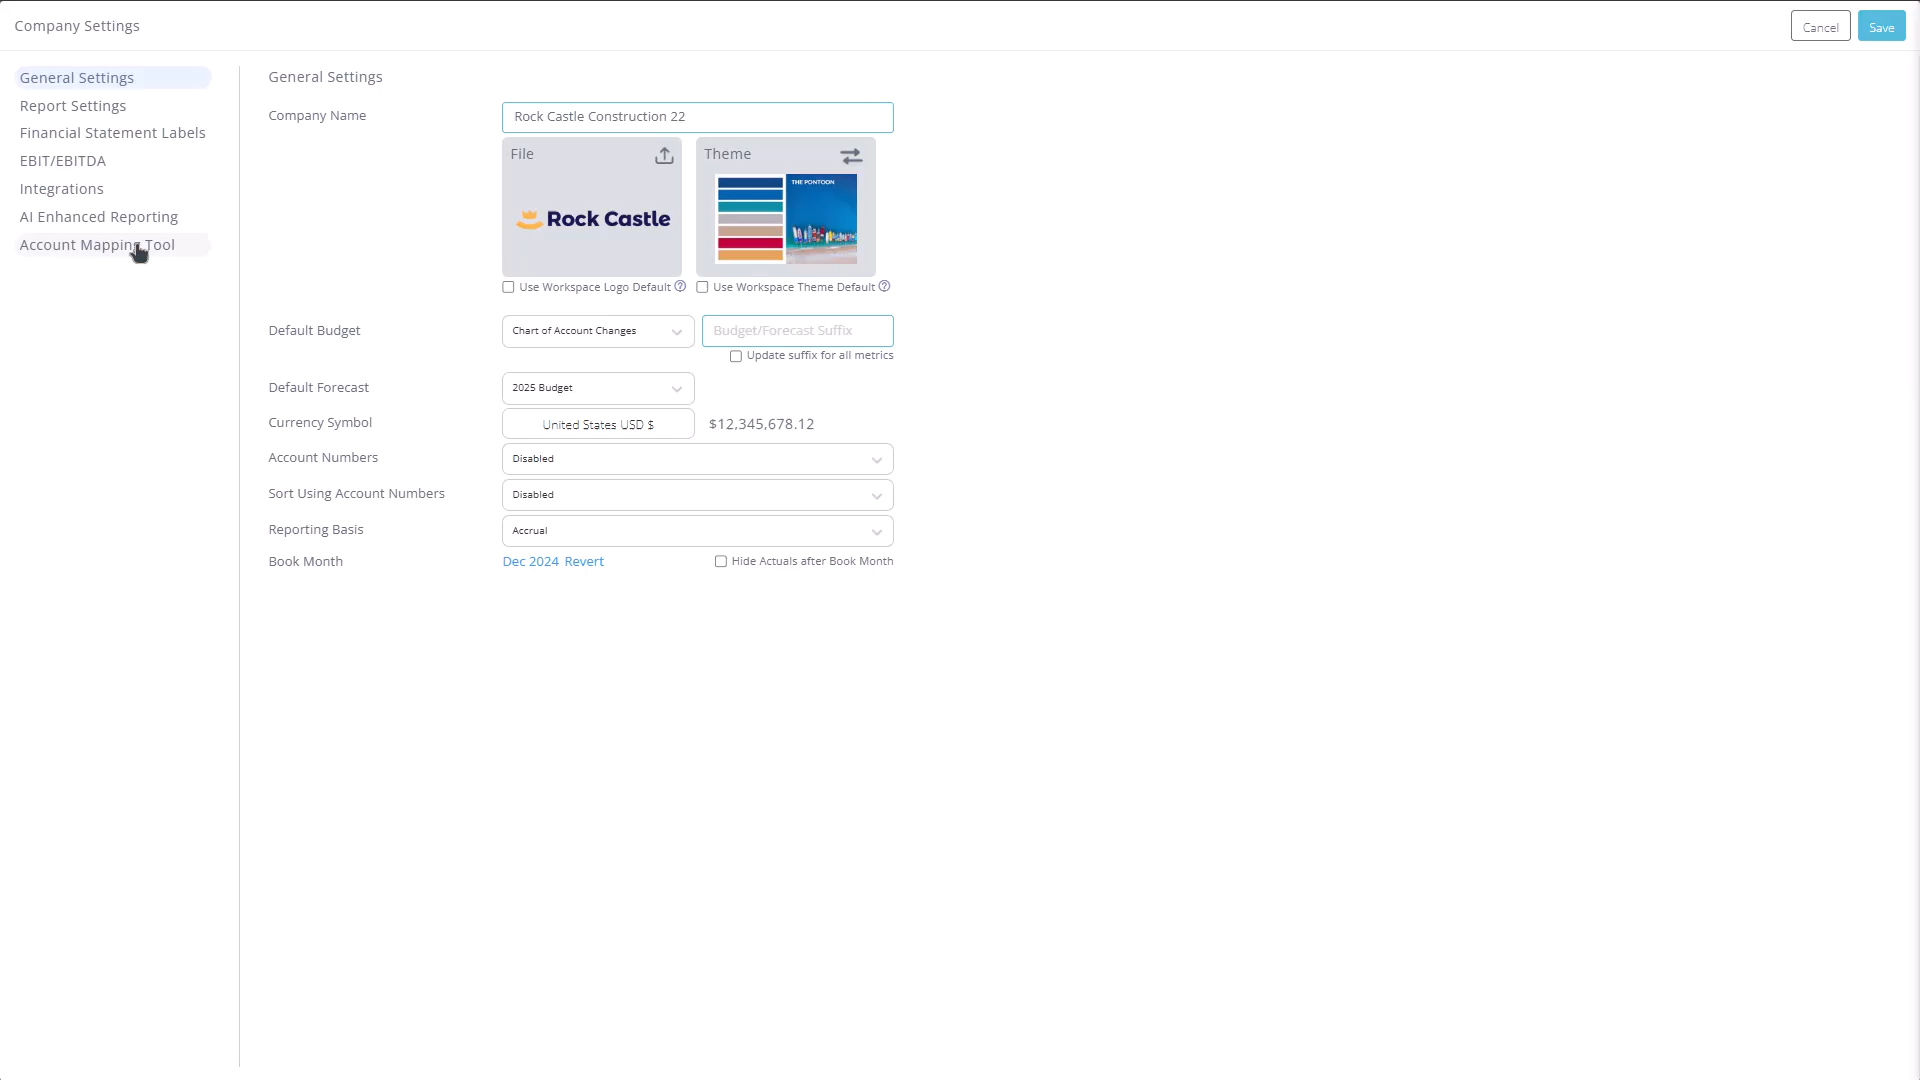 Company Settings
Cancel
Save
General Settings
Report Settings
Financial Statement Labels
EBIT/EBITDA
Integrations
AI Enhanced Reporting
Account Mapping Tool
General Settings
Company Name
Rock Castle Construction 22
File
Rock Castle
Theme
THE PONTOON
Use Workspace Logo Default
Use Workspace Theme Default
Default Budget
Chart of Account Changes
Budget/Forecast Suffix
Update suffix for all metrics
Default Forecast
2025 Budget
Currency Symbol
United States USD $
$12,345,678.12
Account Numbers
Disabled
Sort Using Account Numbers
Disabled
Reporting Basis
Accrual
Book Month
Dec 2024 Revert
Hide Actuals after Book Month